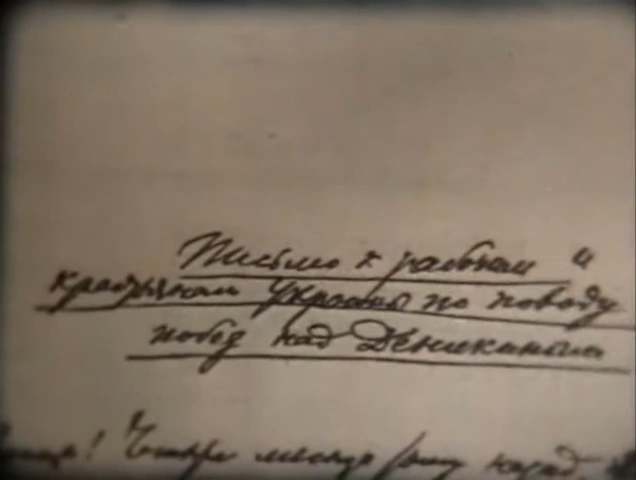 Письмо к рабочим и
крестьянам Украины по поводу
побед над Деникиным
Четыре месяца тому назад,